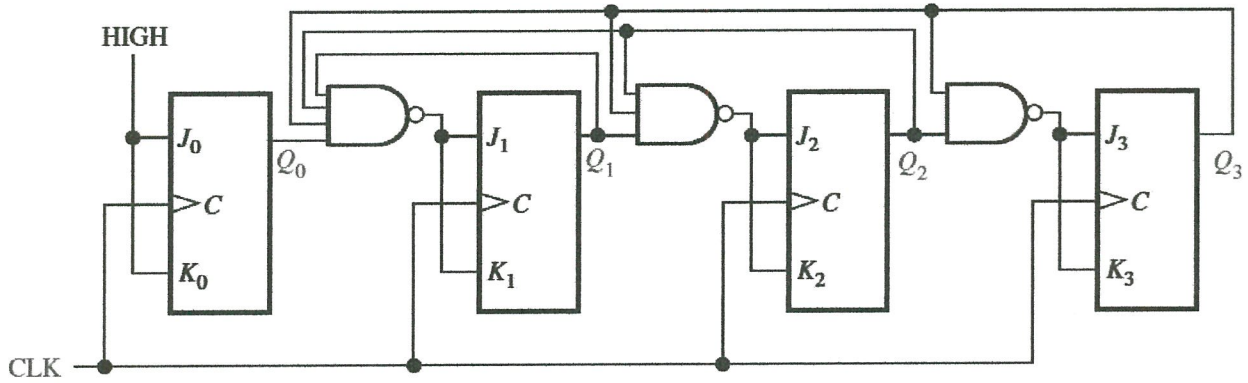 HIGH
J₀ J₁ J₂ J₃
Q₀ Q₁ Q₂ Q₃
C C C C
K₀ K₁ K₂ K₃
CLK